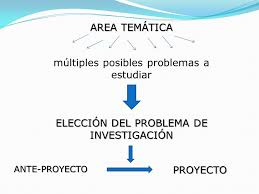 AREA TEMÁTICA
múltiples posibles problemas a
estudiar
ELECCIÓN DEL PROBLEMA DE
INVESTIGACIÓN
ANTE-PROYECTO
PROYECTO